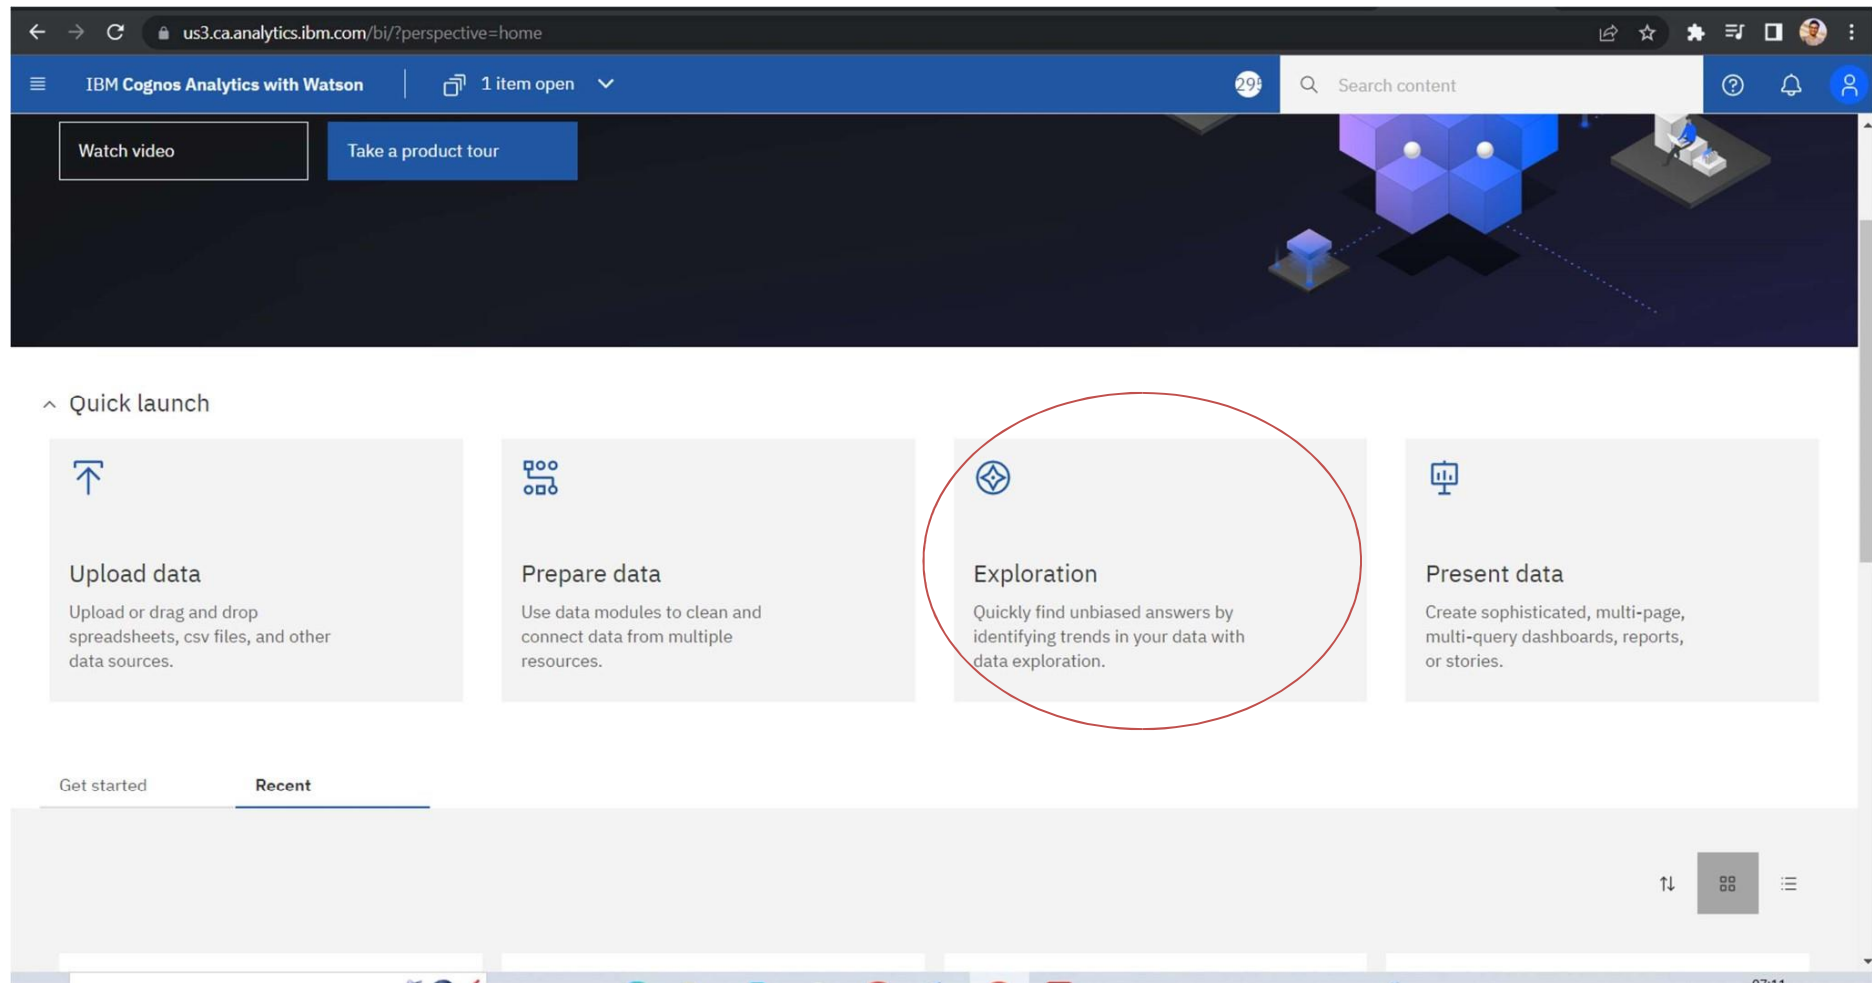 us3.ca.analytics.ibm.com/bi/?perspective=home
IBM Cognos Analytics with Watson
1 item open
Search content
Watch video
Take a product tour
Quick launch
Upload data
Upload or drag and drop
spreadsheets, csv files, and other
data sources.
Prepare data
Use data modules to clean and
connect data from multiple
resources.
Exploration
Quickly find unbiased answers by
identifying trends in your data with
data exploration.
Present data
Create sophisticated, multi-page,
multi-query dashboards, reports,
or stories.
Get started
Recent